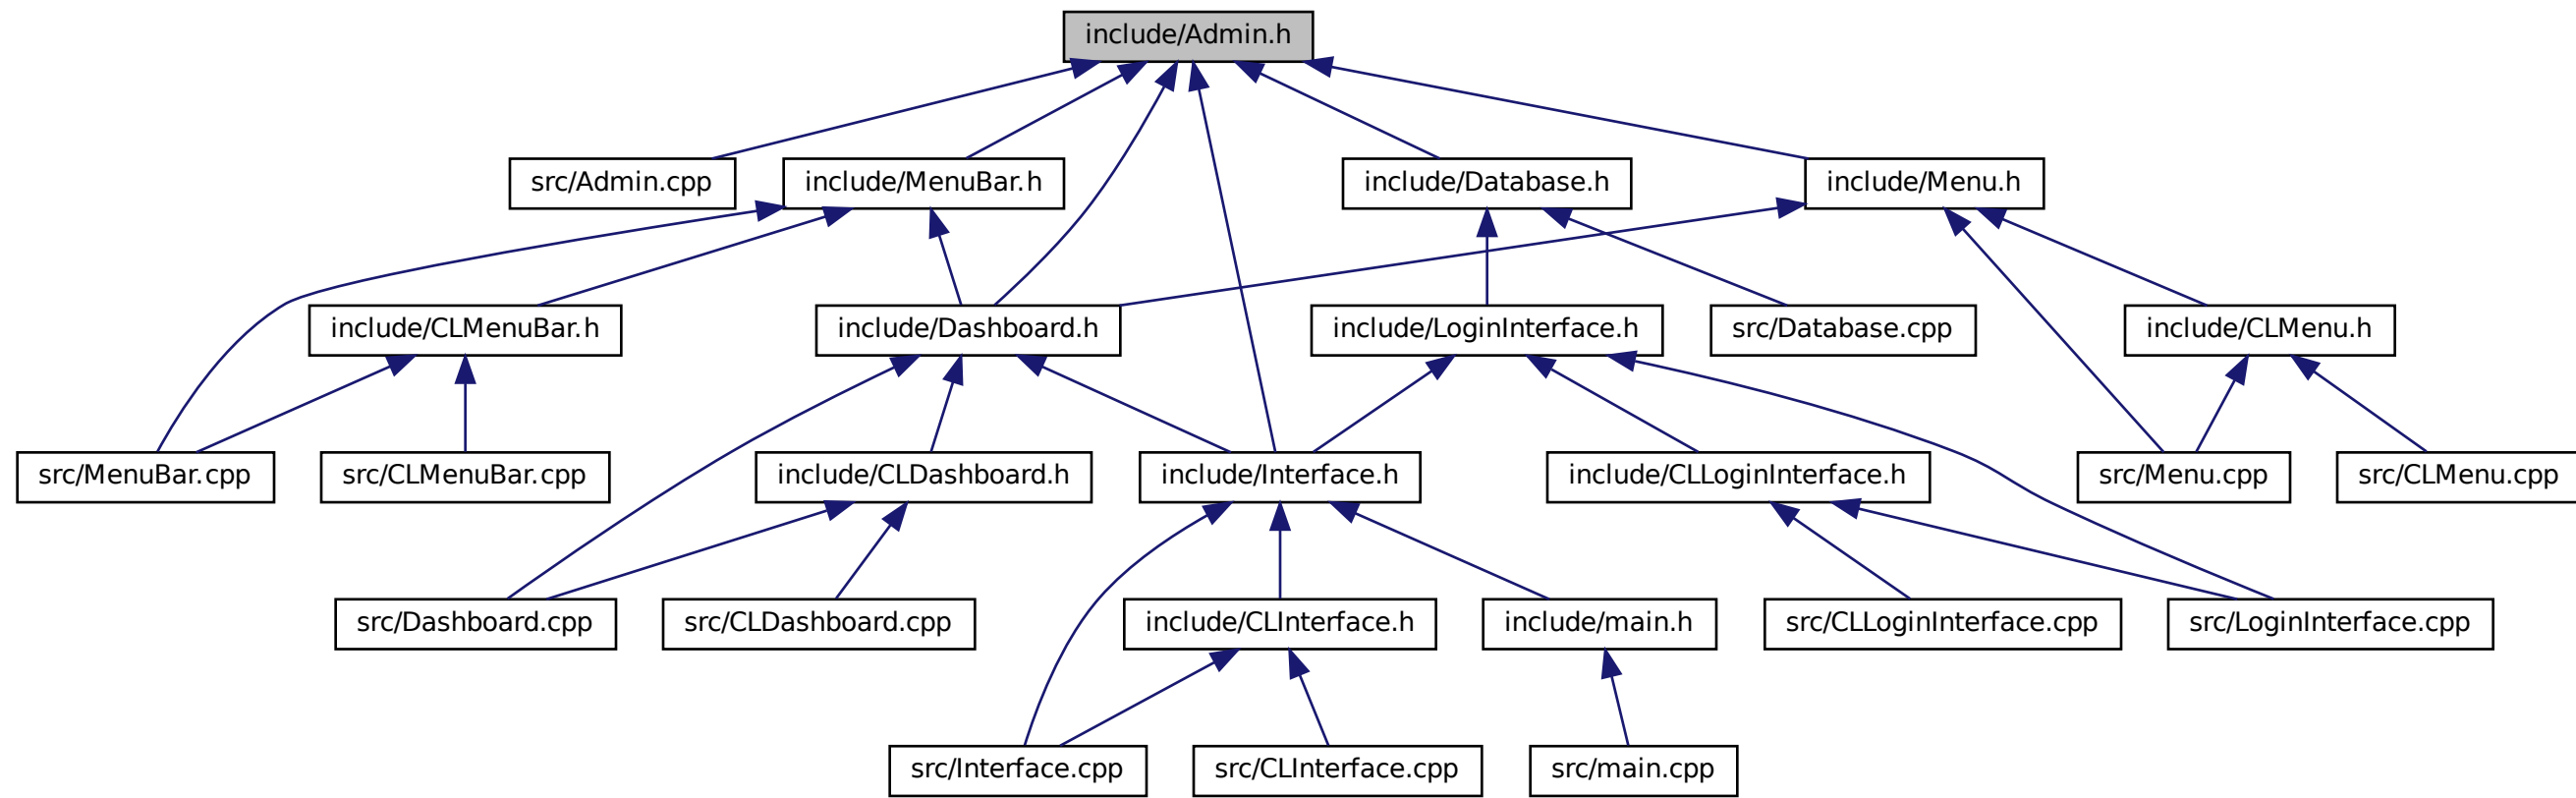 include/Admin.h
src/Admin.cpp
include/MenuBar.h
include/Database.h
include/Menu.h
include/CLMenuBar.h
include/Dashboard.h
include/LoginInterface.h
src/Database.cpp
include/CLMenu.h
src/MenuBar.cpp
src/CLMenuBar.cpp
include/CLDashboard.h
include/Interface.h
include/CLLoginInterface.h
src/Menu.cpp
src/CLMenu.cpp
src/Dashboard.cpp
src/CLDashboard.cpp
include/CLInterface.h
include/main.h
src/CLLoginInterface.cpp
src/LoginInterface.cpp
src/Interface.cpp
src/CLInterface.cpp
src/main.cpp